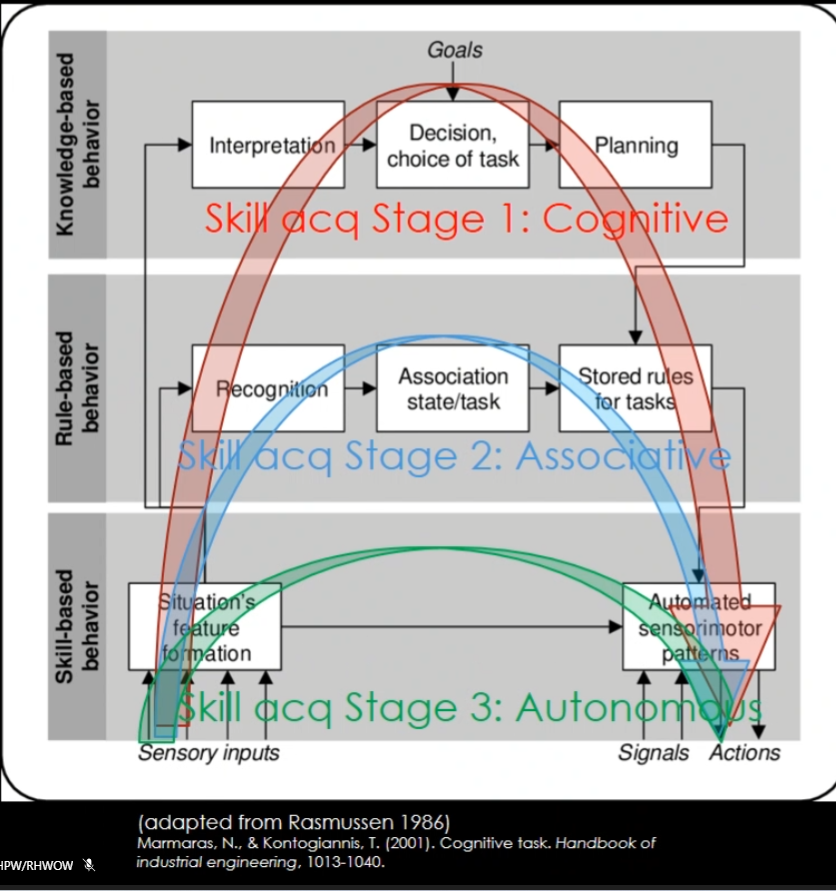 Goals
Knowledge-based
behavior
Interpretation
Decision,
choice of task
Planning
Skill acq Stage 1: Cognitive
Rule-based
behavior
Recognition
Association
state/task
Stored rules
for tasks
Skill acq Stage 2: Associative
Skill-based
behavior
Situation's
feature
formation
Automated
sensorimotor
patterns
Skill acq Stage 3: Autonomous
Sensory inputs
Signals
Actions
(adapted from Rasmussen 1986)
Marmaras, N., & Kontogiannis, T. (2001). Cognitive task. Handbook of
industrial engineering, 1013-1040.
HPW/RHWOW